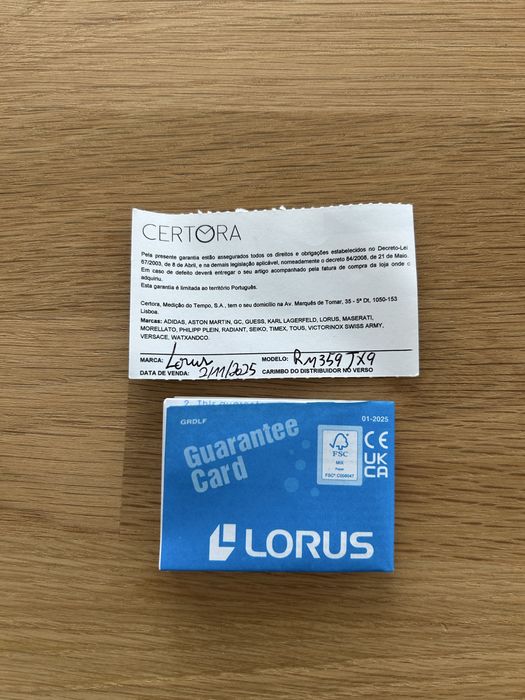 CERTORA
Pela presente garantia estão assegurados todos os direitos e obrigações estabelecidos no Decreto-Lei
67/2003, de 8 de Abril, e na demais legislação aplicável, nomeadamente o decreto 84/2008, de 21 de Maio.
Em caso de defeito deverá entregar o seu artigo acompanhado pela fatura de compra da loja onde o
adquiriu.
Esta garantia é limitada ao território Português.
Certora, Medição do Tempo, S.A., tem o seu domicílio na Av. Marquês de Tomar, 35 - 5º Dt. 1050-153
Lisboa.
Marcas: ADIDAS, ASTON MARTIN, GC, GUESS, KARL LAGERFELD, LORUS, MASERATI,
MORELLATO, PHILIPP PLEIN, RADIANT, SEIKO, TIMEX, TOUS, VICTORINOX SWISS ARMY,
VERSACE, WATXANDCO.
MARCA: Lorus MODELO: RM359JX9
DATA DE VENDA: 2/11/2025 CARIMBO DO DISTRIBUIDOR NO VERSO
2. This
GRDLF 01-2025
Guarantee
Card
FSC
MIX
Paper
FSC® C008047
CE
UK
CA
LORUS